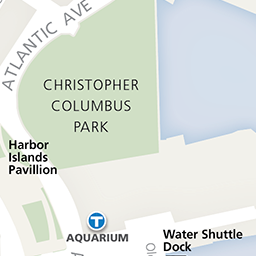 ATLANTIC AVE
CHRISTOPHER
COLUMBUS
PARK
Harbor
Islands
Pavillion
T
AQUARIUM
Water Shuttle
Dock